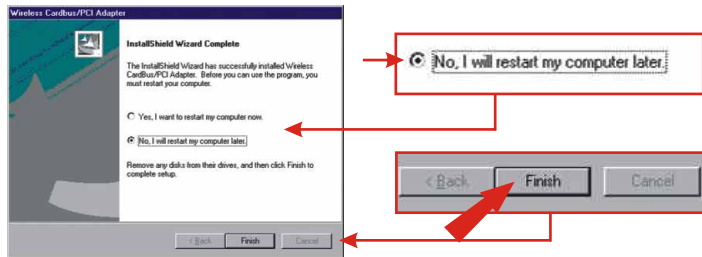 Wireless Cardbus/PCI Adapter
InstallShield Wizard Complete
The InstallShield Wizard has successfully installed Wireless
CardBus/PCI Adapter. Before you can use the program, you
must restart your computer.
Yes, I want to restart my computer now.
No, I will restart my computer later.
Remove any disks from their drives, and then click Finish to
complete setup.
< Back Finish Cancel
No, I will restart my computer later.
< Back Finish Cancel